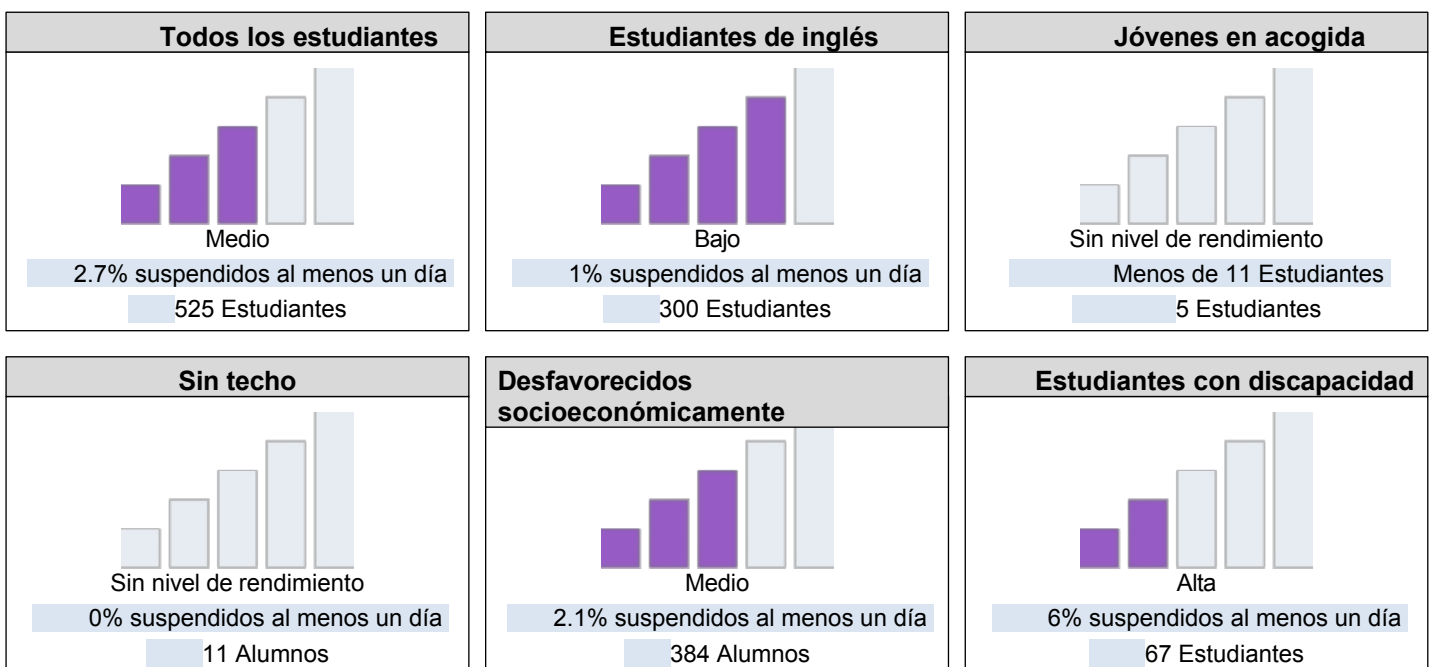 Todos los estudiantes
Medio
2.7% suspendidos al menos un día
525 Estudiantes
Estudiantes de inglés
Bajo
1% suspendidos al menos un día
300 Estudiantes
Jóvenes en acogida
Sin nivel de rendimiento
Menos de 11 Estudiantes
5 Estudiantes
Sin techo
Sin nivel de rendimiento
0% suspendidos al menos un día
11 Alumnos
Desfavorecidos
socioeconómicamente
Medio
2.1% suspendidos al menos un día
384 Alumnos
Estudiantes con discapacidad
Alta
6% suspendidos al menos un día
67 Estudiantes